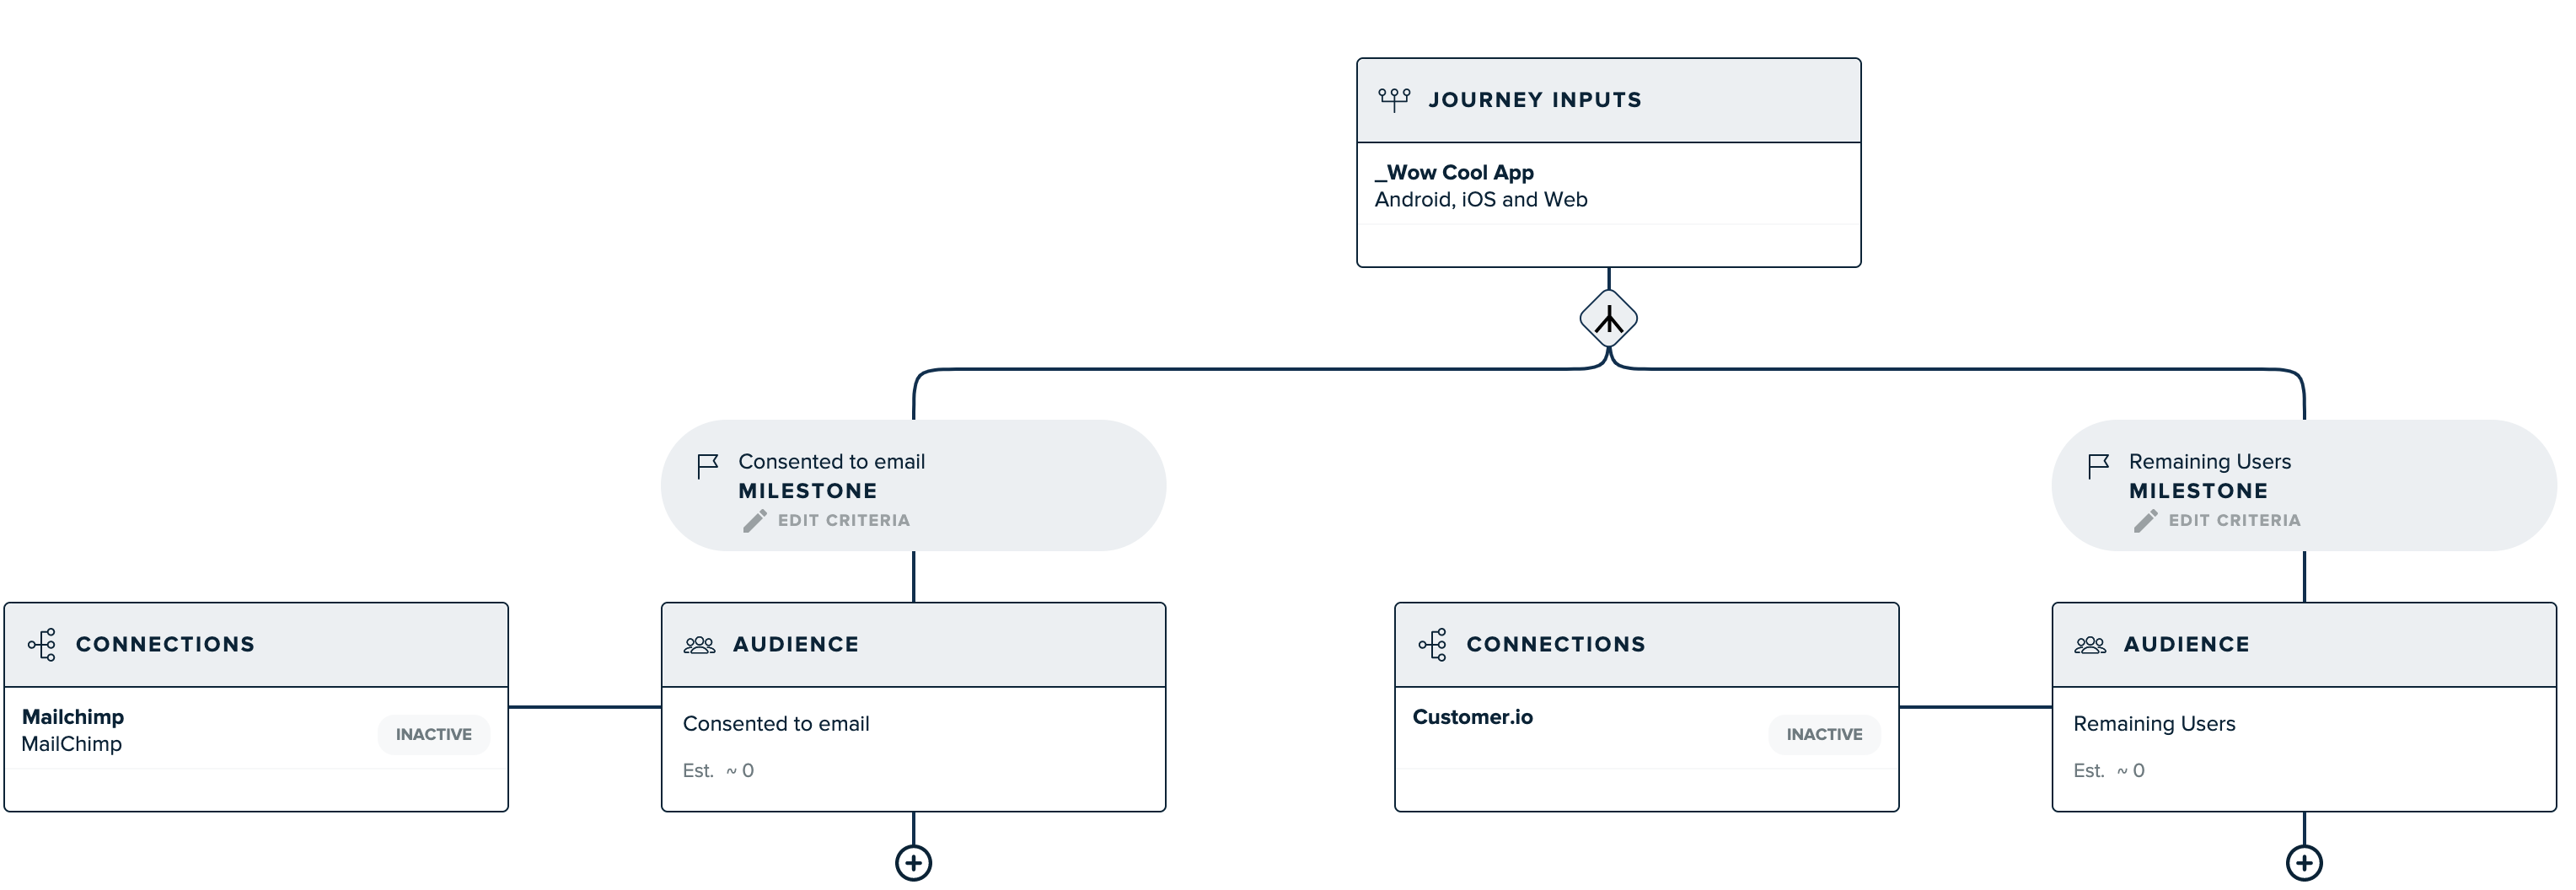 JOURNEY INPUTS
_Wow Cool App
Android, iOS and Web
Consented to email
MILESTONE
EDIT CRITERIA
Remaining Users
MILESTONE
EDIT CRITERIA
CONNECTIONS
Mailchimp
MailChimp
INACTIVE
AUDIENCE
Consented to email
Est. ~ 0
CONNECTIONS
Customer.io
INACTIVE
AUDIENCE
Remaining Users
Est. ~ 0